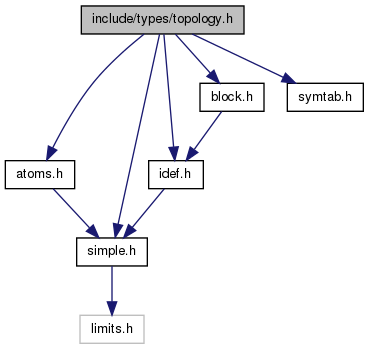 include/types/topology.h
block.h
symtab.h
atoms.h
idef.h
simple.h
limits.h